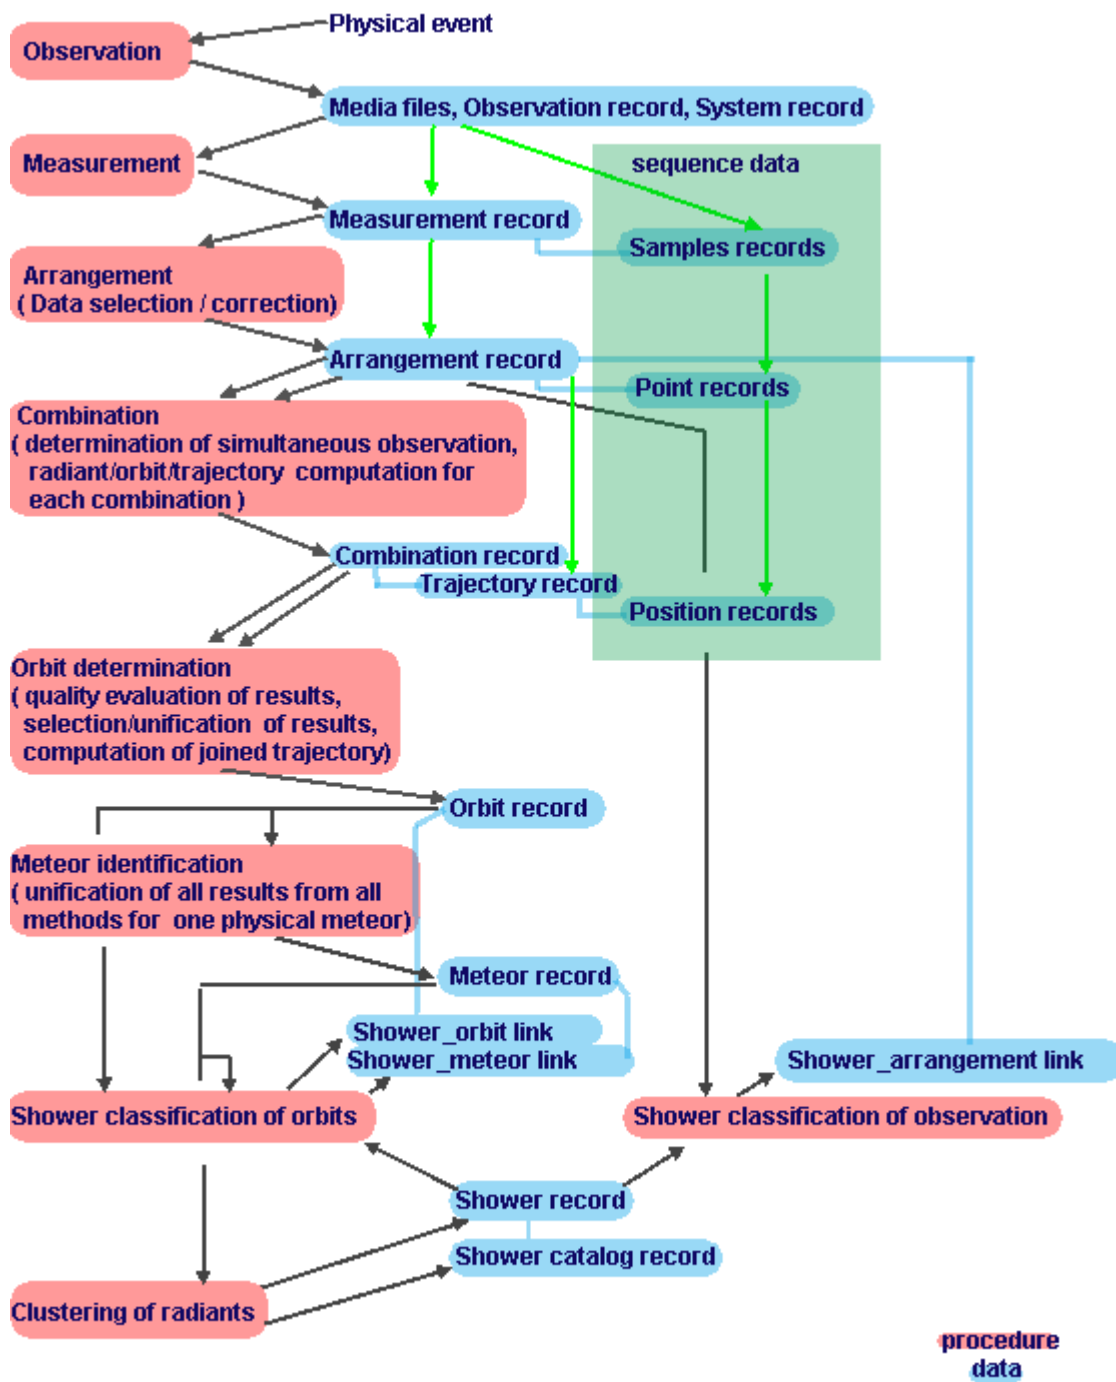 Physical event
Observation
Media files, Observation record, System record
Measurement
sequence data
Measurement record
Samples records
Arrangement
( Data selection / correction)
Arrangement record
Point records
Combination
( determination of simultaneous observation,
radiant/orbit/trajectory computation for
each combination )
Combination record
Trajectory record
Position records
Orbit determination
( quality evaluation of results,
selection/unification of results,
computation of joined trajectory)
Orbit record
Meteor identification
( unification of all results from all
methods for one physical meteor)
Meteor record
Shower_orbit link
Shower_meteor link
Shower_arrangement link
Shower classification of orbits
Shower classification of observation
Shower record
Shower catalog record
Clustering of radiants
procedure
data